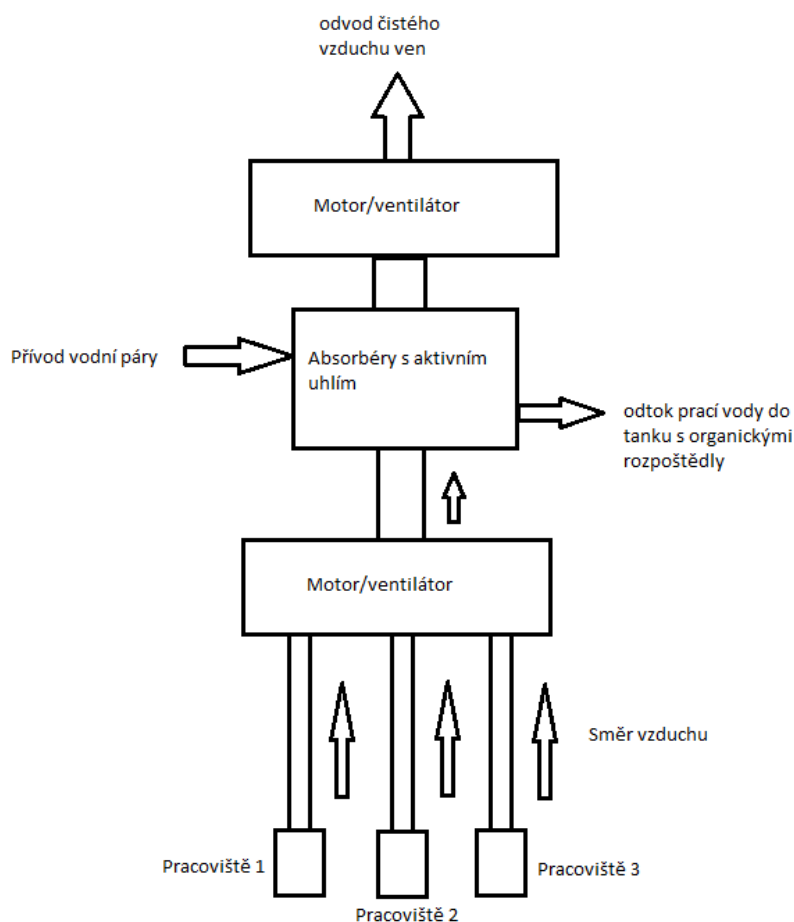 odvod čistého
vzduchu ven
Motor/ventilátor
Přívod vodní páry
Absorbéry s aktivním
uhlím
odtok prací vody do
tanku s organickými
rozpoštědly
Motor/ventilátor
Směr vzduchu
Pracoviště 1
Pracoviště 2
Pracoviště 3